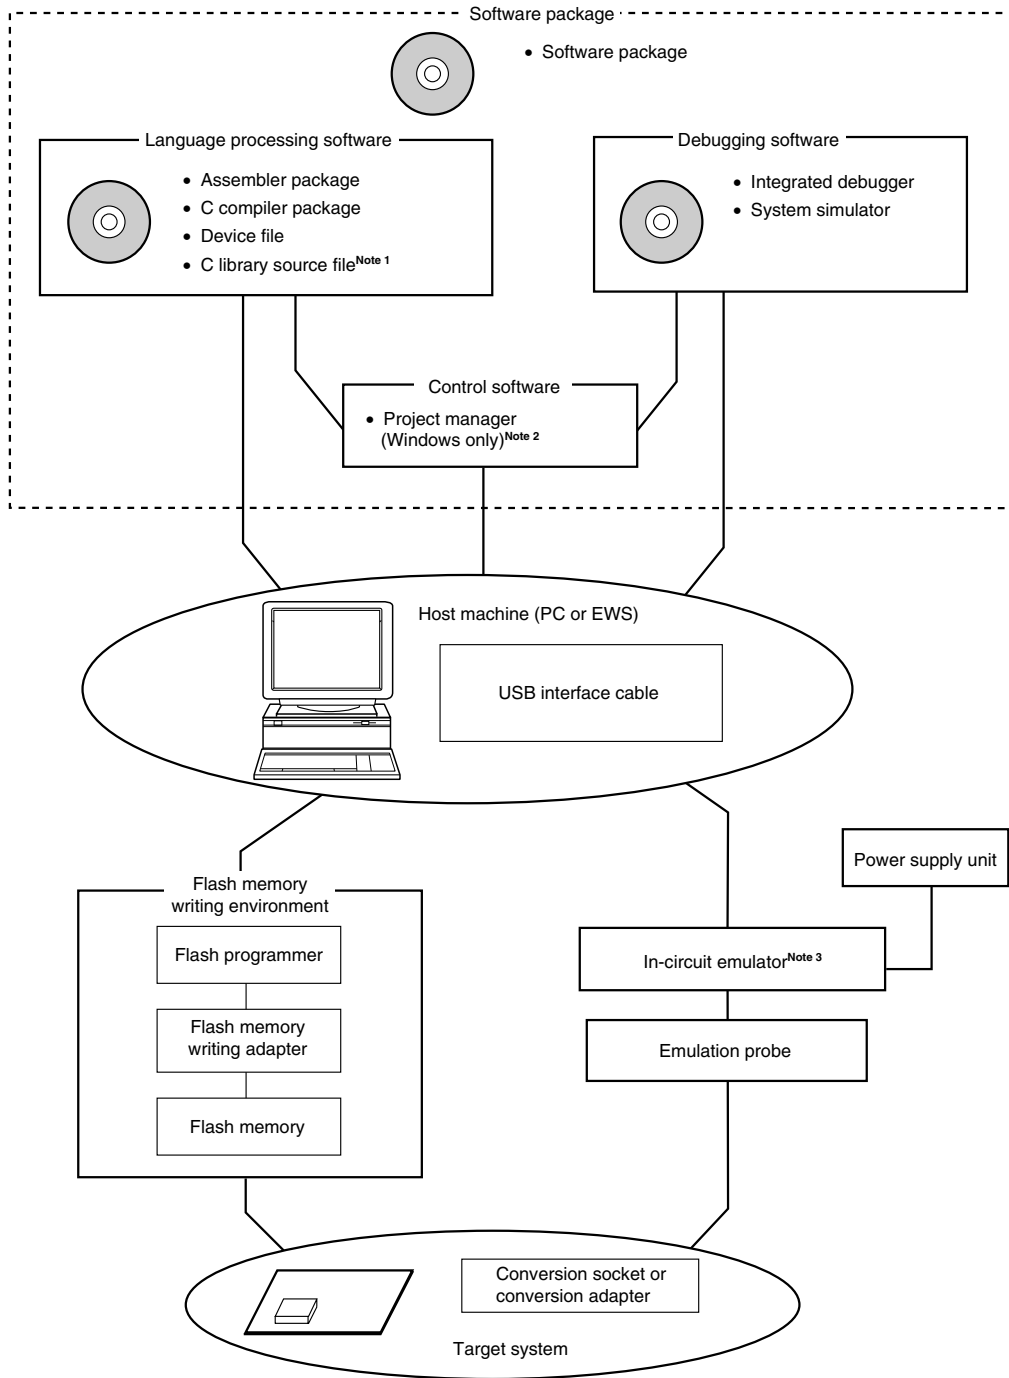 Software package
• Software package
Language processing software
• Assembler package
• C compiler package
• Device file
• C library source fileNote 1
Debugging software
• Integrated debugger
• System simulator
Control software
• Project manager
(Windows only)Note 2
Host machine (PC or EWS)
USB interface cable
Power supply unit
Flash memory
writing environment
Flash programmer
Flash memory
writing adapter
Flash memory
In-circuit emulatorNote 3
Emulation probe
Conversion socket or
conversion adapter
Target system